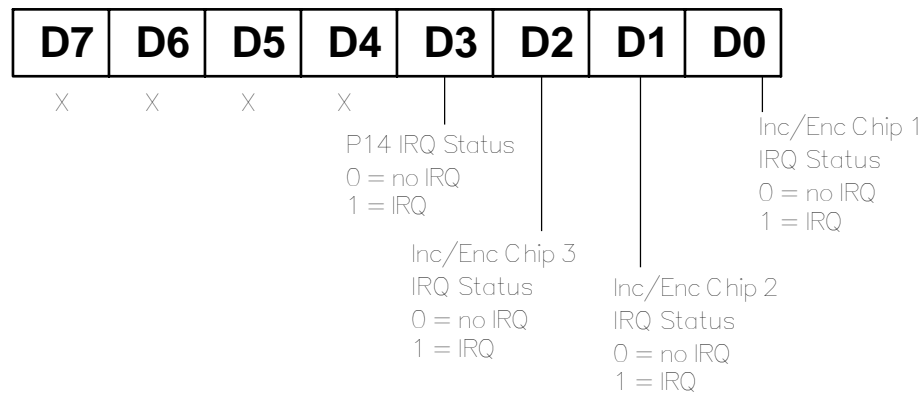 D7 D6 D5 D4 D3 D2 D1 D0
X X X X
P14 IRQ Status
0 = no IRQ
1 = IRQ
Inc/Enc Chip 3
IRQ Status
0 = no IRQ
1 = IRQ
Inc/Enc Chip 2
IRQ Status
0 = no IRQ
1 = IRQ
Inc/Enc Chip 1
IRQ Status
0 = no IRQ
1 = IRQ